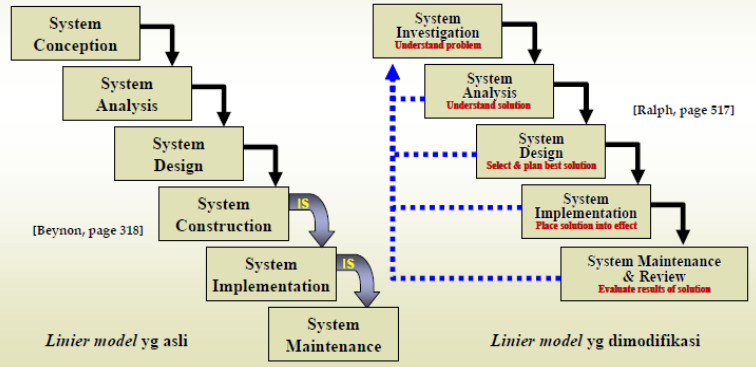 System
Conception
System
Analysis
System
Design
System
Construction
IS
[Beynon, page 318]
System
Implementation
IS
System
Maintenance
Linier model yg asli
System
Investigation
Understand problem
System
Analysis
Understand solution
[Ralph, page 517]
System
Design
Select & plan best solution
System
Implementation
Place solution into effect
System Maintenance
& Review
Evaluate results of solution
Linier model yg dimodifikasi